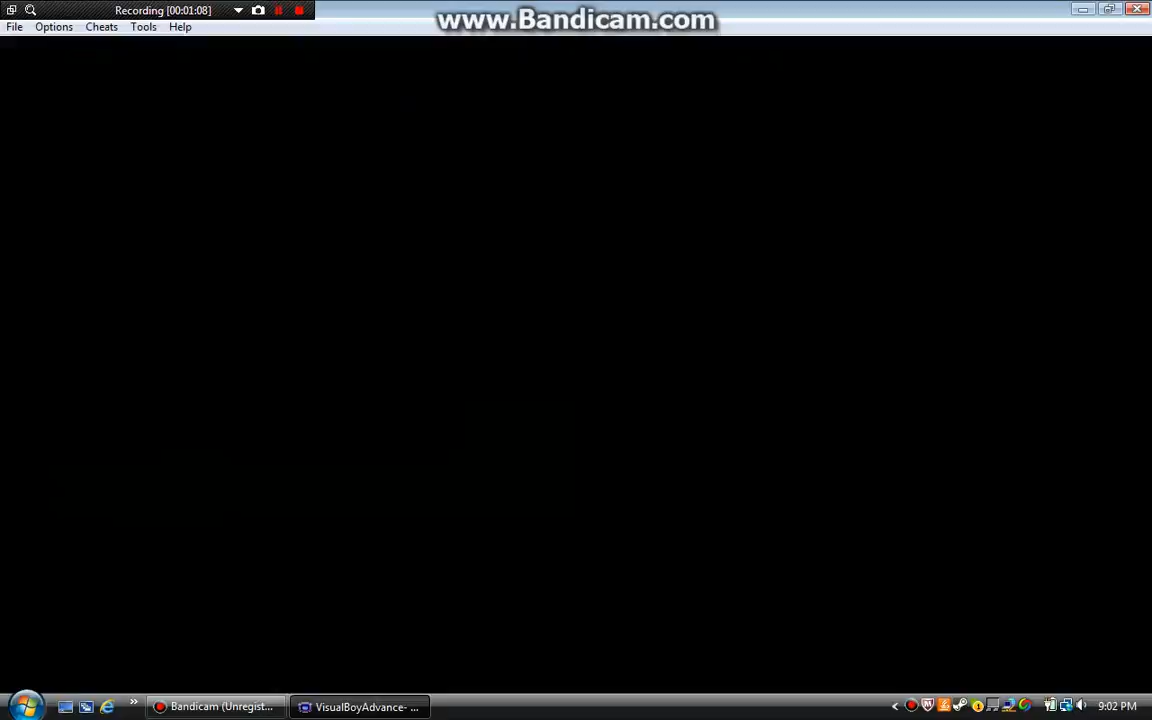 Recording [00:01:08]
www.Bandicam.com
File Options Cheats Tools Help
Bandicam (Unregist...
VisualBoyAdvance- ...
9:02 PM